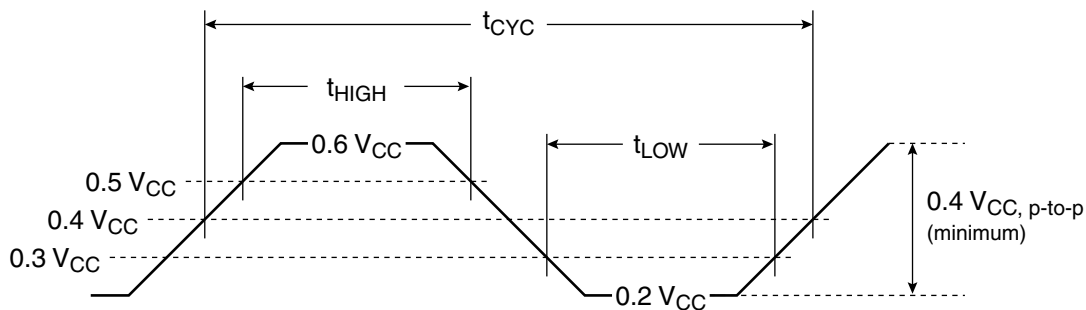 tCYC
tHIGH
0.6 VCC
tLOW
0.5 VCC
0.4 VCC
0.3 VCC
0.2 VCC
0.4 VCC, p-to-p
(minimum)